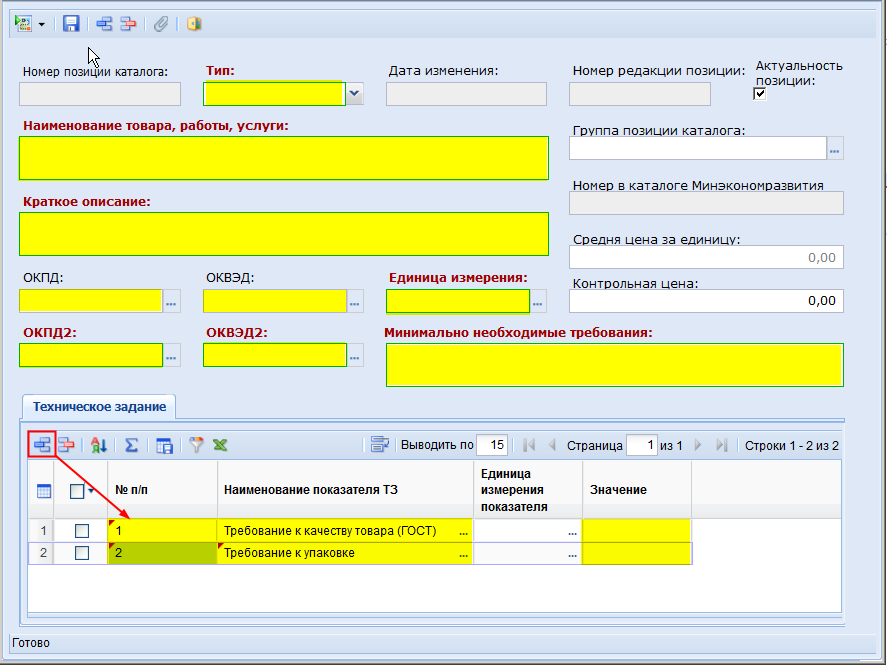 Номер позиции каталога:
Тип:
Дата изменения:
Номер редакции позиции:
Актуальность
позиции:
Наименование товара, работы, услуги:
Группа позиции каталога:
...
Номер в каталоге Минэкономразвития
Краткое описание:
Средня цена за единицу:
0,00
ОКПД:
ОКВЭД:
Единица измерения:
Контрольная цена:
... ... ... 0,00
ОКПД2:
ОКВЭД2:
Минимально необходимые требования:
... ...
Техническое задание
Выводить по 15 Страница 1 из 1 Строки 1 - 2 из 2
№ п/п
Наименование показателя ТЗ
Единица
измерения
показателя
Значение
1 1 Требование к качеству товара (ГОСТ) ... ...
2 2 Требование к упаковке ... ...
Готово